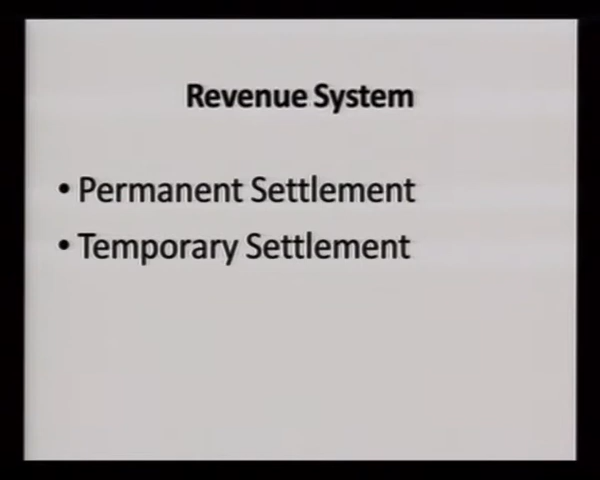 Revenue System
• Permanent Settlement
• Temporary Settlement